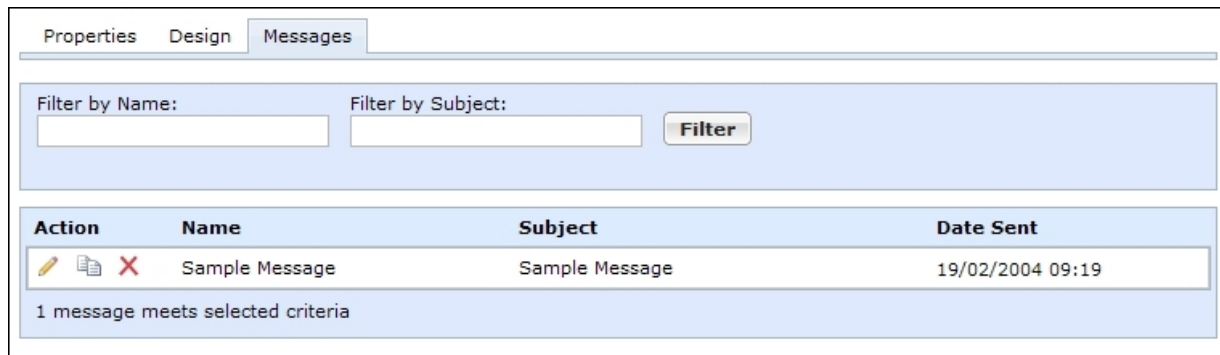 Properties Design Messages
Filter by Name: Filter by Subject:
Filter
Action Name Subject Date Sent
Sample Message Sample Message 19/02/2004 09:19
1 message meets selected criteria